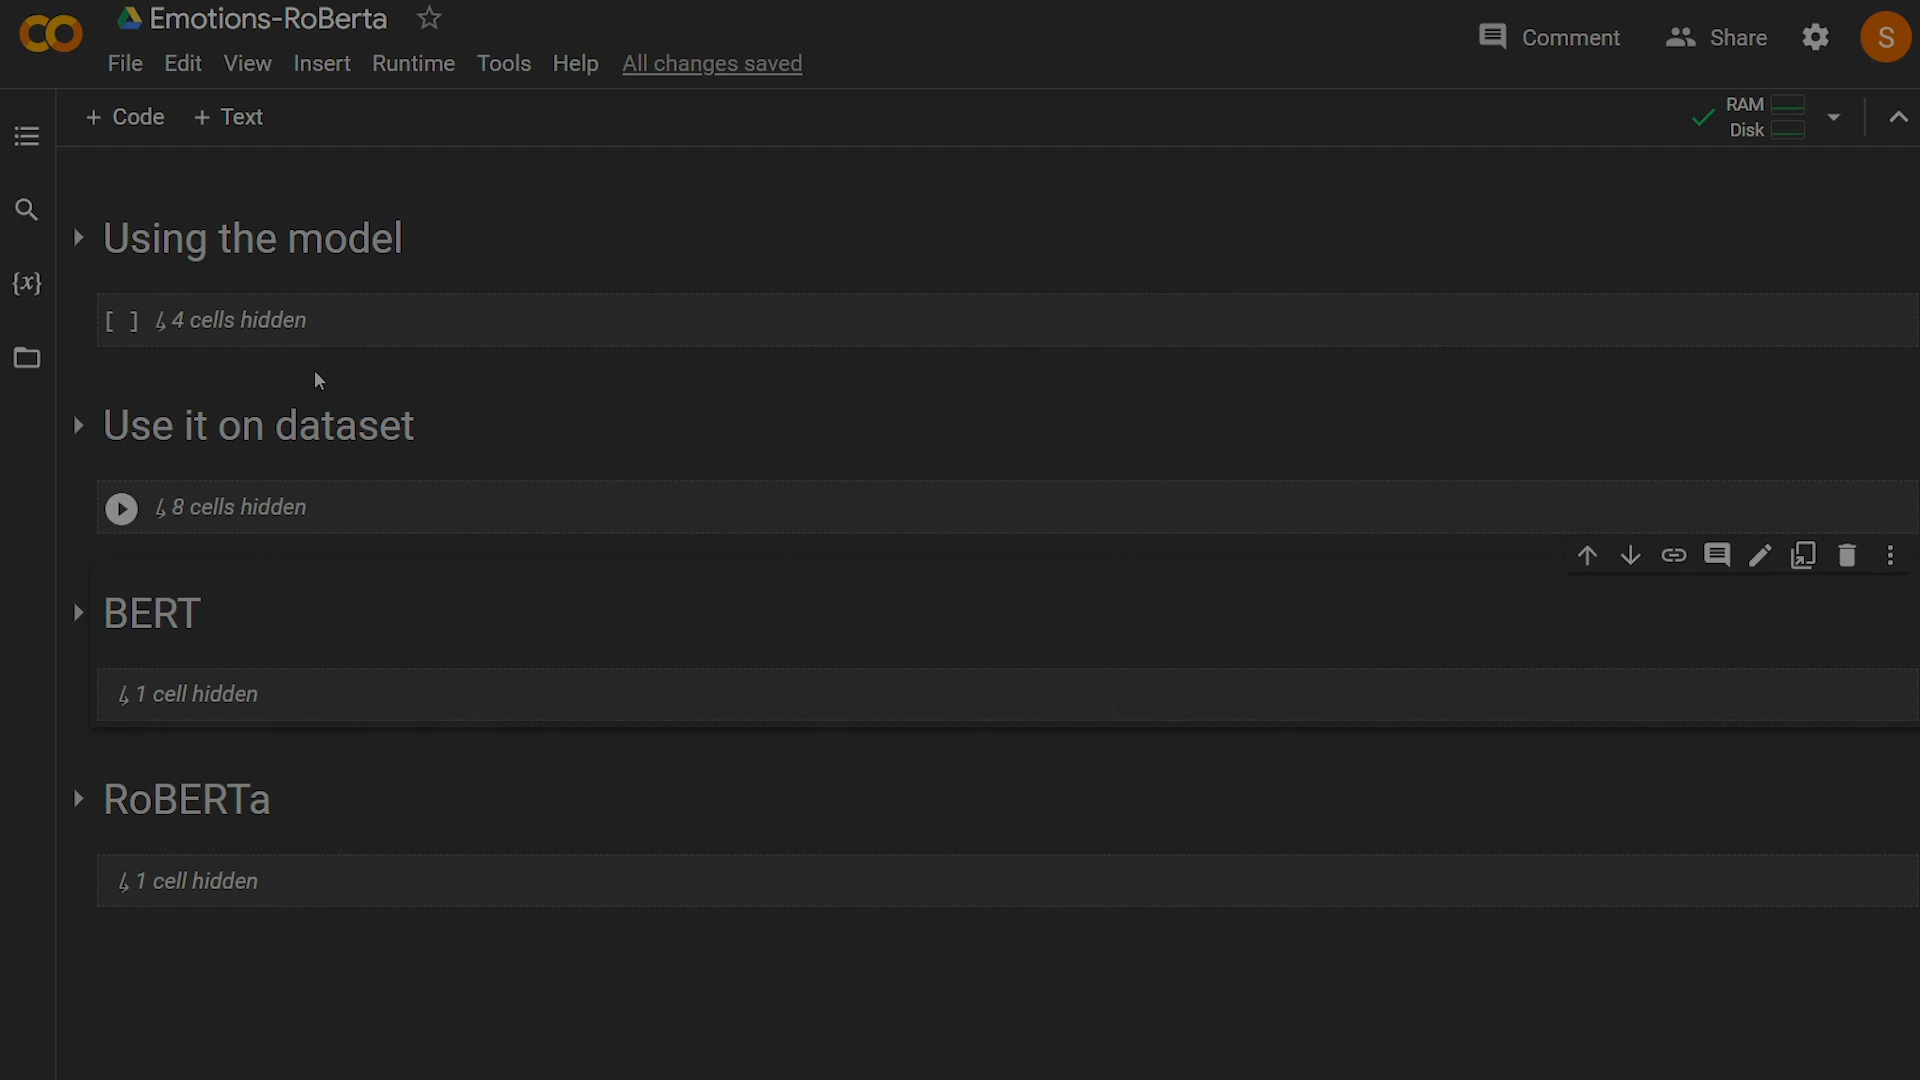 Emotions-RoBerta
File Edit View Insert Runtime Tools Help All changes saved
Comment Share S
+ Code + Text
RAM
Disk
{x}
Using the model
[ ] ↳ 4 cells hidden
Use it on dataset
↳ 8 cells hidden
BERT
↳ 1 cell hidden
RoBERTa
↳ 1 cell hidden